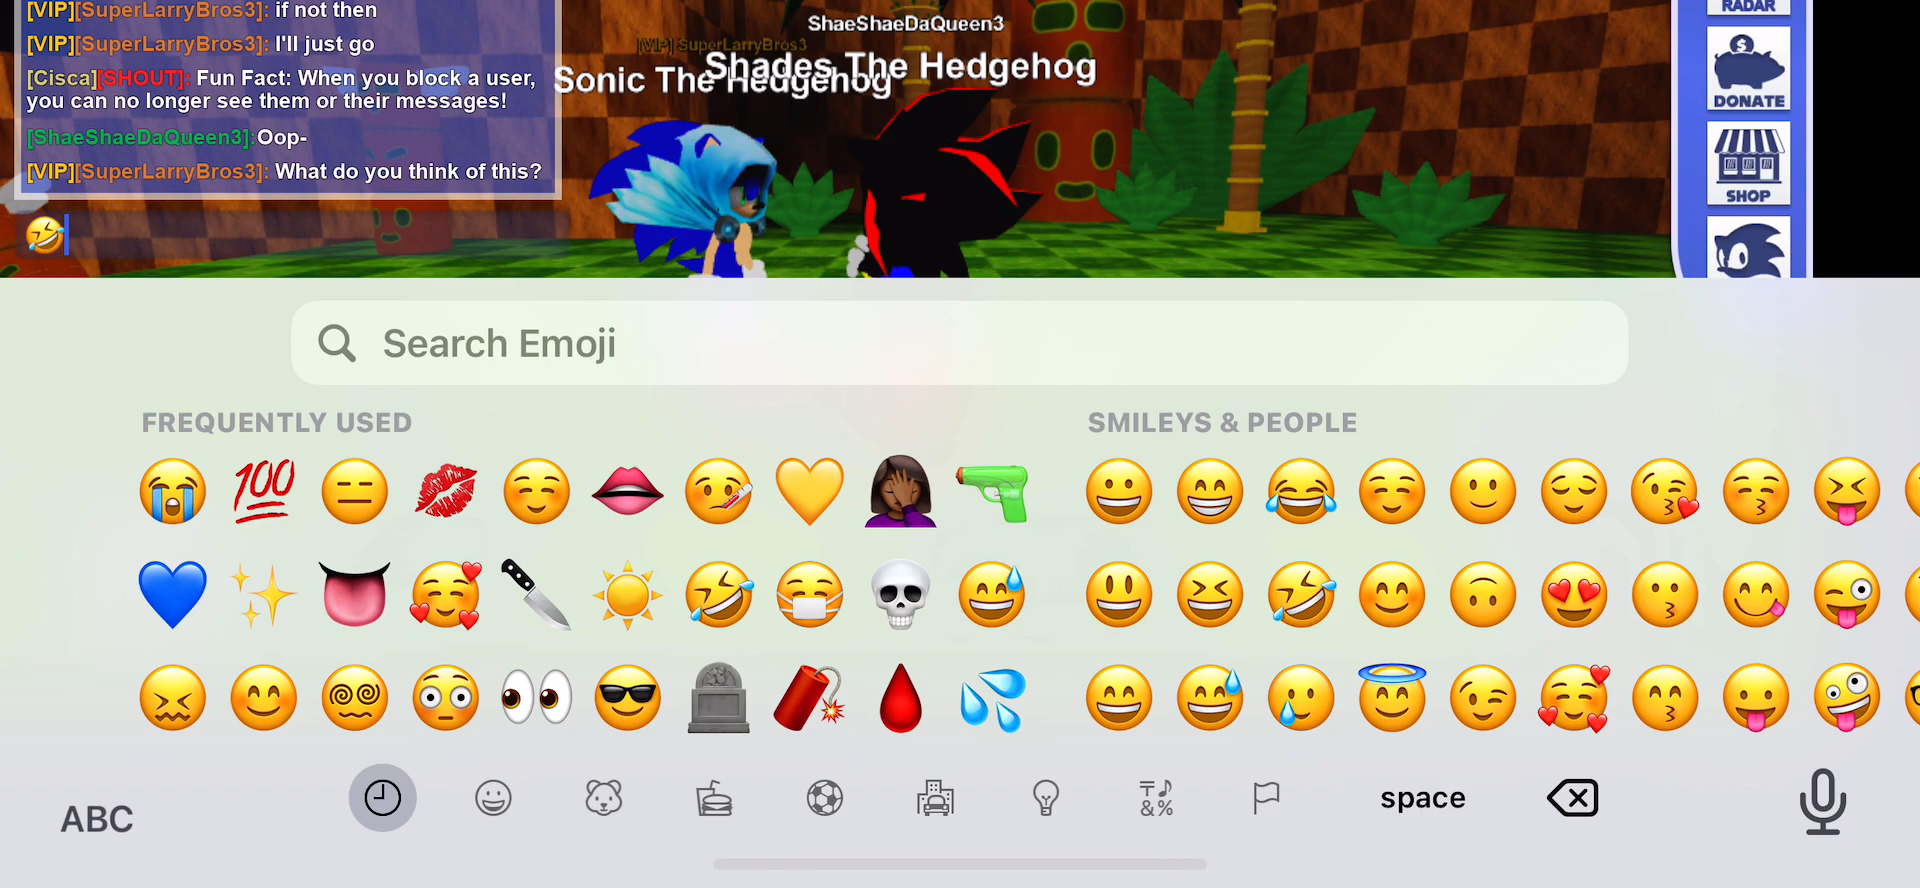 [VIP][SuperLarryBros3]: if not then
[VIP][SuperLarryBros3]: I'll just go
[Cisca][SHOUT]: Fun Fact: When you block a user,
you can no longer see them or their messages!
[ShaeShaeDaQueen3]:Oop-
[VIP][SuperLarryBros3]: What do you think of this?
ShaeShaeDaQueen3
[VIP] SuperLarryBros3
Shades The Hedgehog
Sonic The Hedgehog
RADAR
DONATE
SHOP
Search Emoji
FREQUENTLY USED
SMILEYS & PEOPLE
100
ABC
space